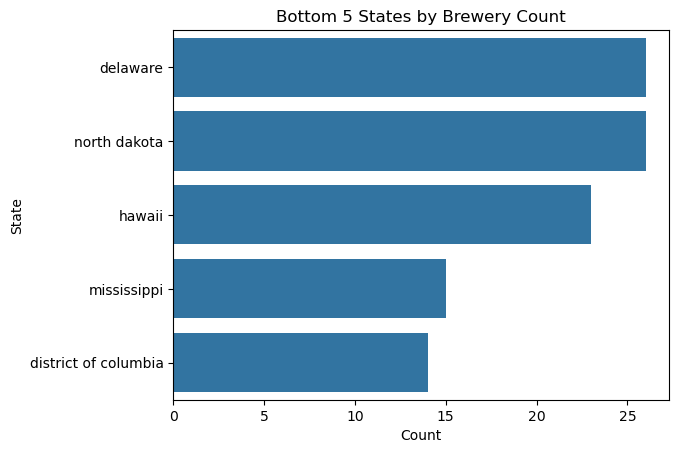 Bottom 5 States by Brewery Count
State
delaware
north dakota
hawaii
mississippi
district of columbia
0 5 10 15 20 25
Count